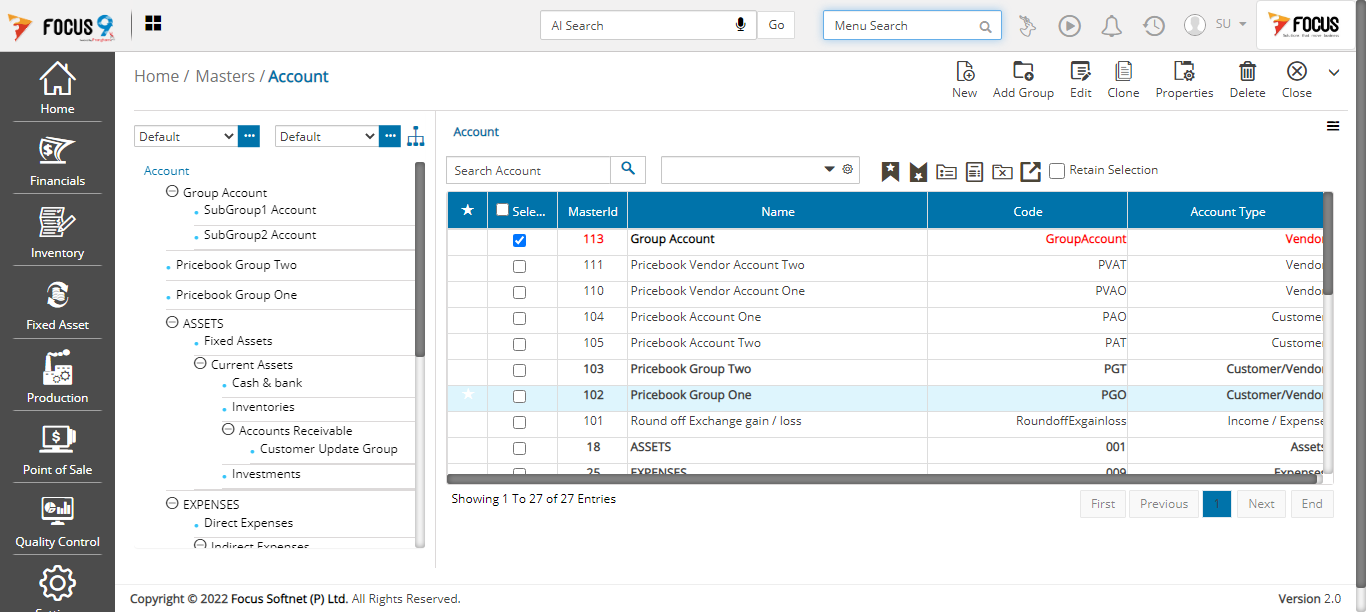 FOCUS 9
AI Search
Go
Menu Search
SU
FOCUS
Home
Financials
Inventory
Fixed Asset
Production
Point of Sale
Quality Control
Home / Masters / Account
New
Add Group
Edit
Clone
Properties
Delete
Close
Default
Default
Account
Group Account
SubGroup1 Account
SubGroup2 Account
Pricebook Group Two
Pricebook Group One
ASSETS
Fixed Assets
Current Assets
Cash & bank
Inventories
Accounts Receivable
Customer Update Group
Investments
EXPENSES
Direct Expenses
Indirect Expenses
Account
Search Account
Retain Selection
Sele... MasterId Name Code Account Type
113 Group Account GroupAccount Vendor
111 Pricebook Vendor Account Two PVAT Vendor
110 Pricebook Vendor Account One PVAO Vendor
104 Pricebook Account One PAO Customer
105 Pricebook Account Two PAT Customer
103 Pricebook Group Two PGT Customer/Vendor
102 Pricebook Group One PGO Customer/Vendor
101 Round off Exchange gain / loss RoundoffExgainloss Income / Expense
18 ASSETS 001 Assets
25 EXPENSES 009 Expenses
Showing 1 To 27 of 27 Entries
First Previous 1 Next End
Copyright © 2022 Focus Softnet (P) Ltd. All Rights Reserved.
Version 2.0